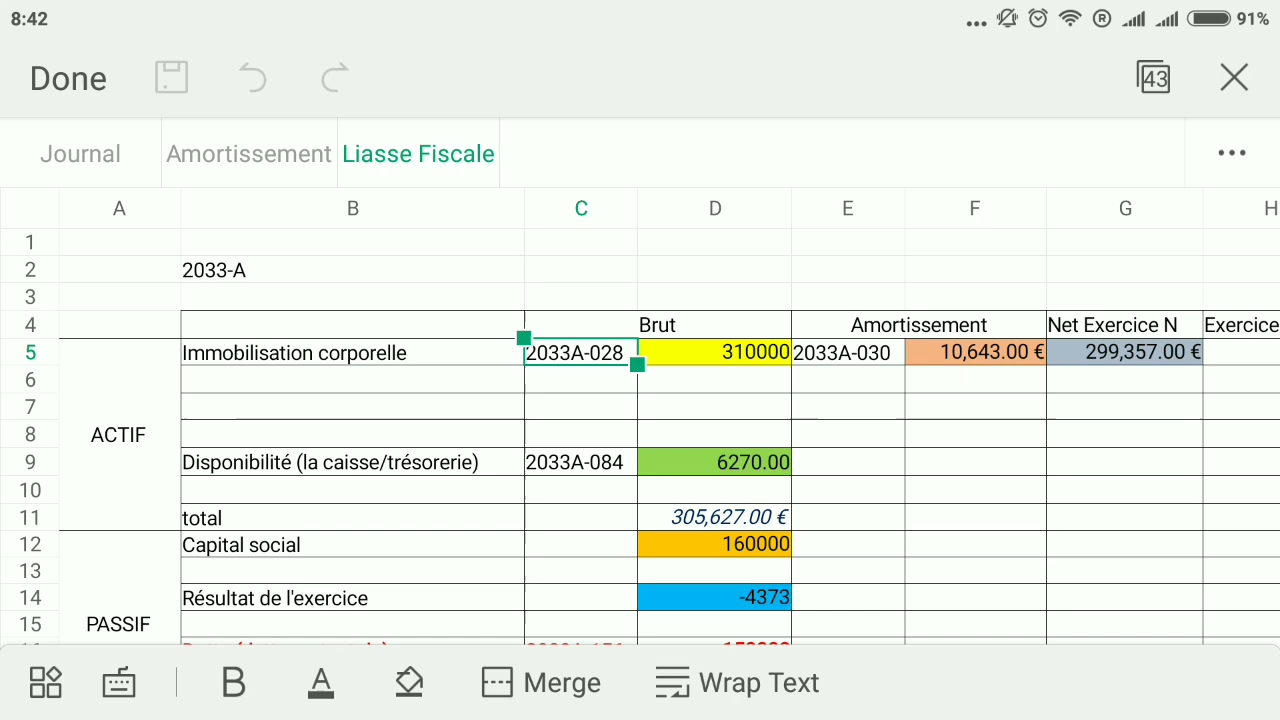 8:42
91%
Done
43
Journal Amortissement Liasse Fiscale
A B C D E F G H
1
2 2033-A
3
4 Brut Amortissement Net Exercice N Exercice
5 Immobilisation corporelle 2033A-028 310000 2033A-030 10,643.00 € 299,357.00 €
6
7
8 ACTIF
9 Disponibilité (la caisse/trésorerie) 2033A-084 6270.00
10
11 total 305,627.00 €
12 Capital social 160000
13
14 Résultat de l'exercice -4373
15 PASSIF
B A Merge Wrap Text